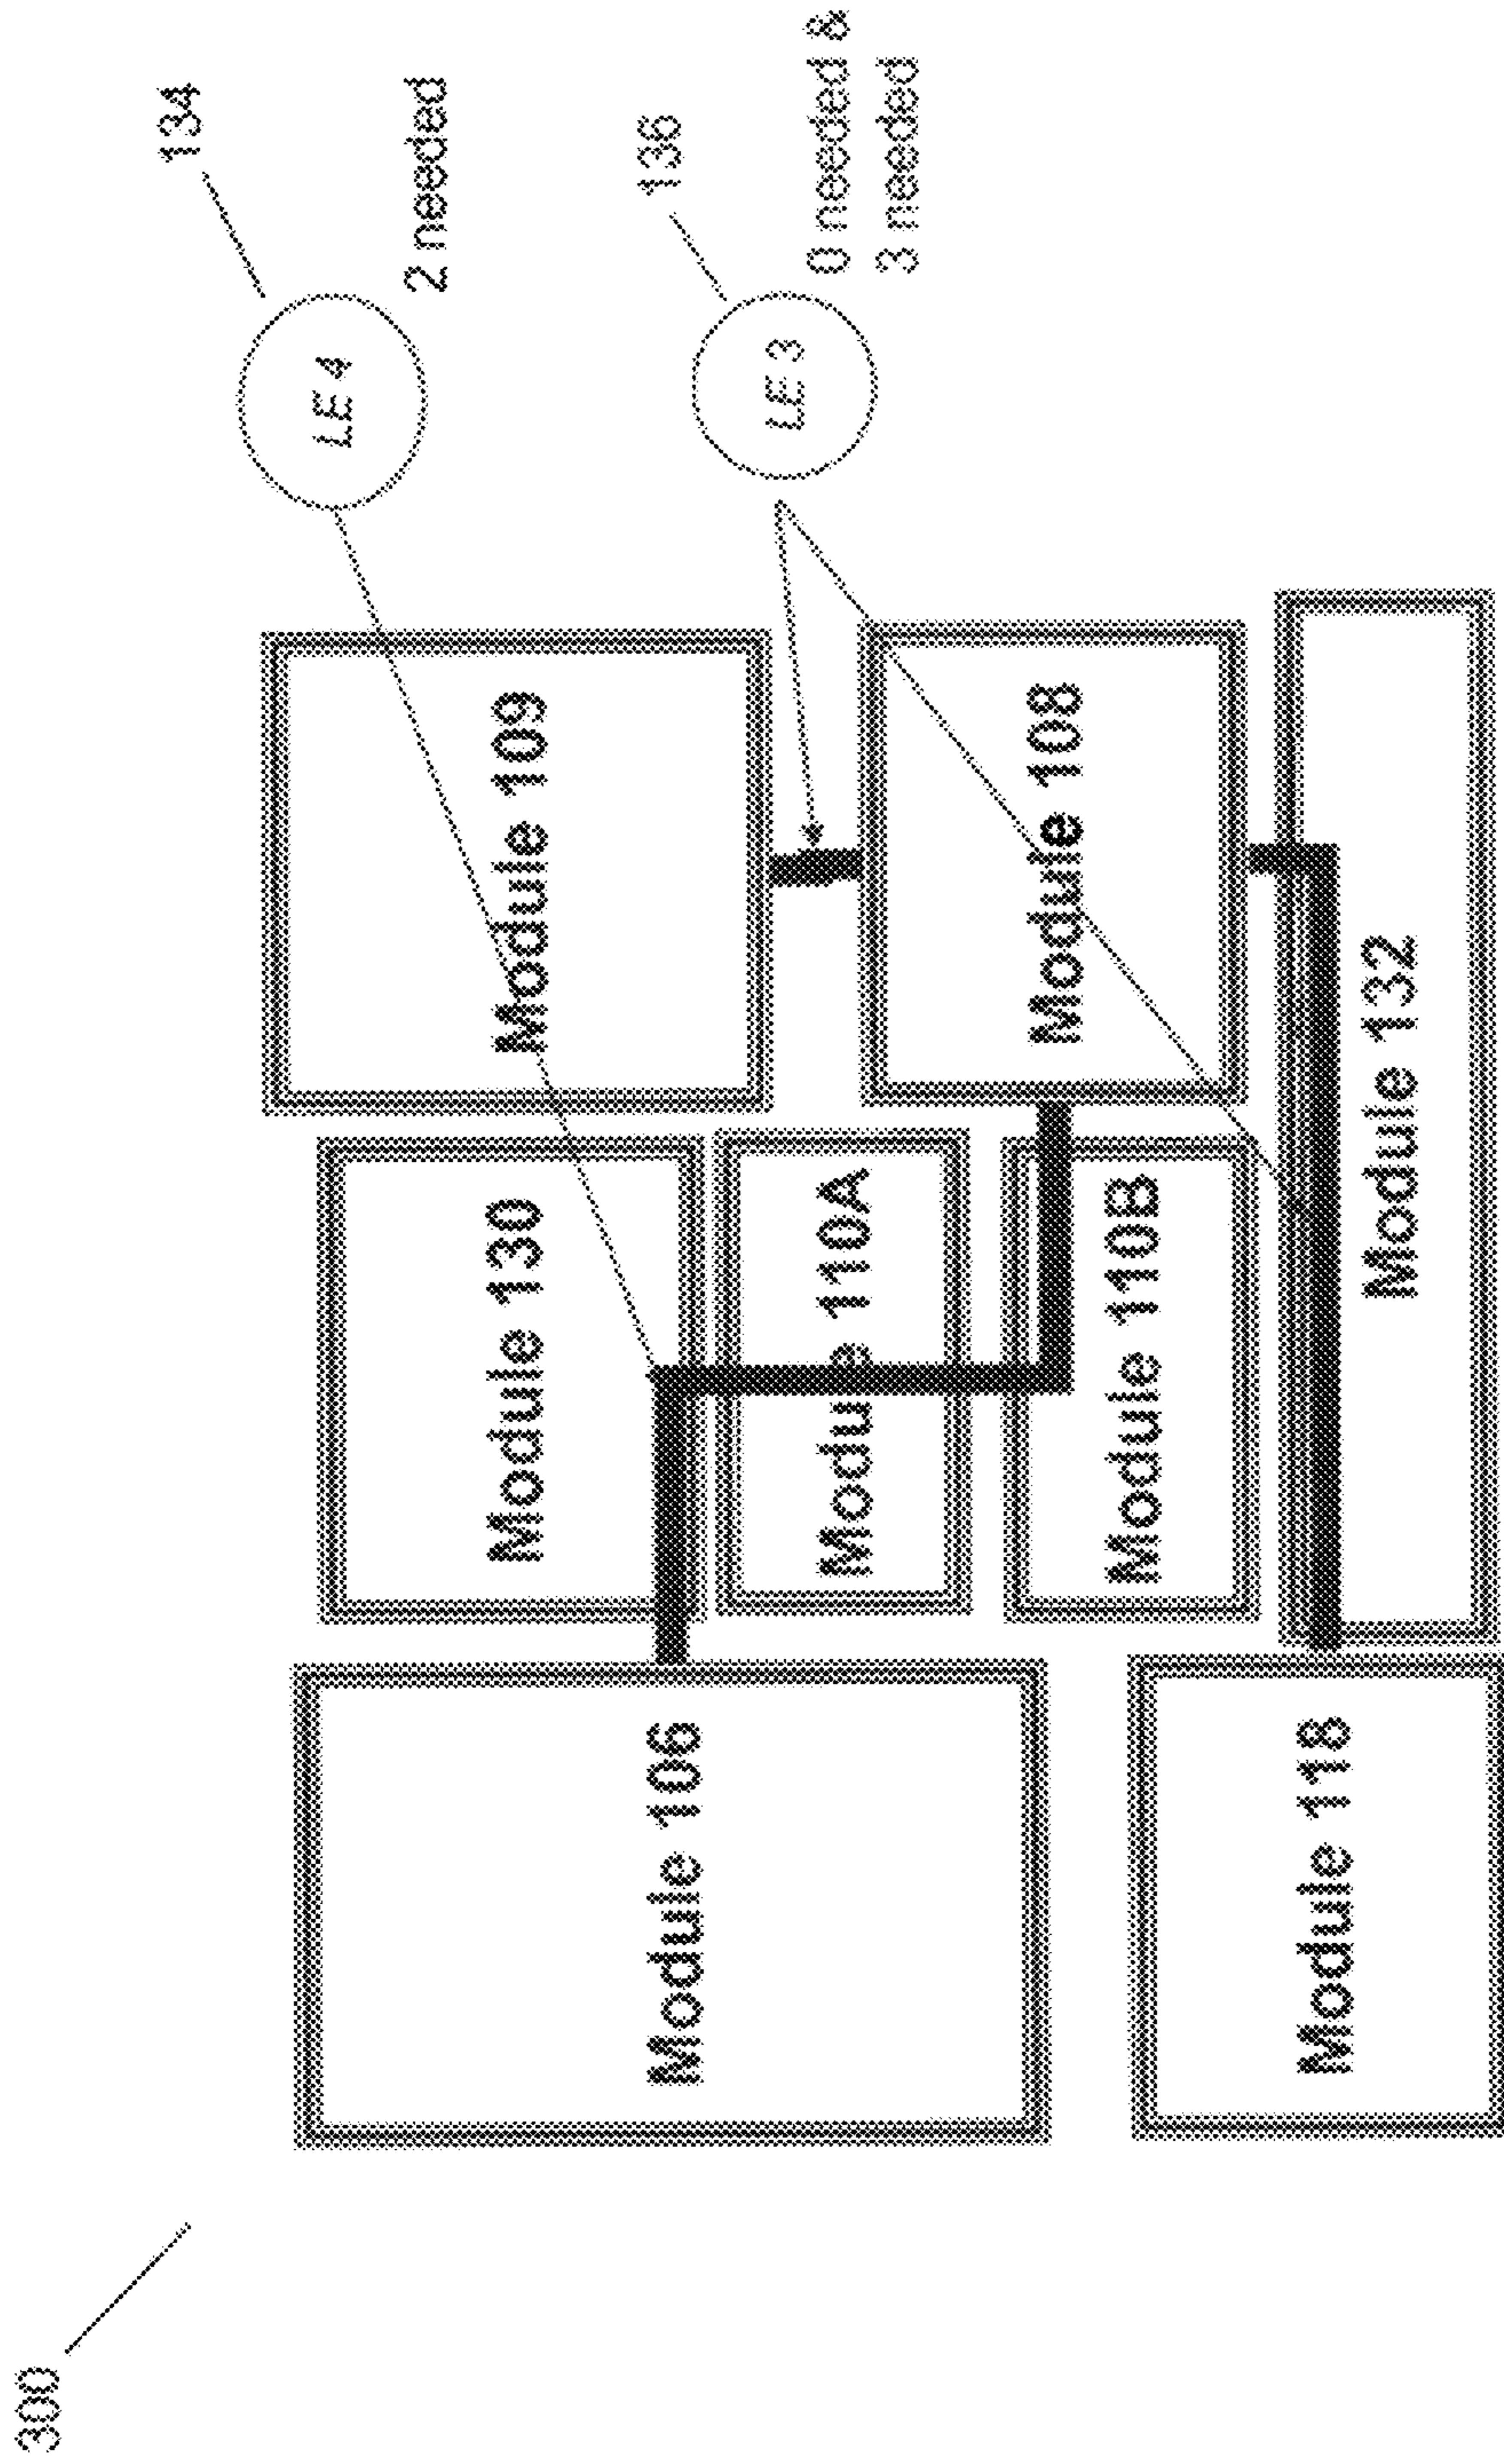 300
134
LE 4
2 needed
Module 130
Module 109
136
Module 106
LE 3
0 needed &
3 needed
Module 110A
Module 108
Module 110B
Module 118
Module 132